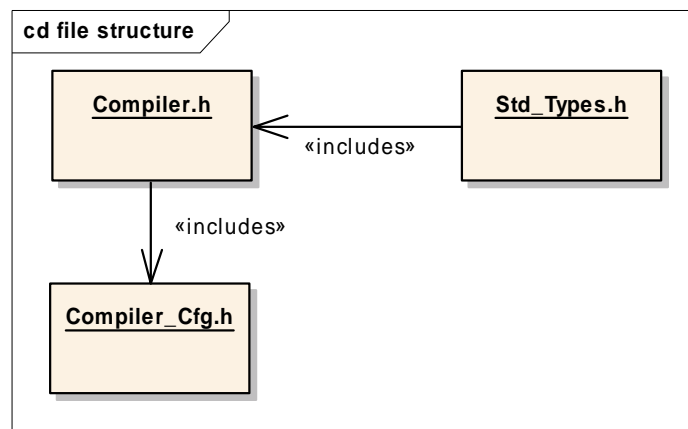 cd file structure
Compiler.h
Std_Types.h
«includes»
«includes»
Compiler_Cfg.h